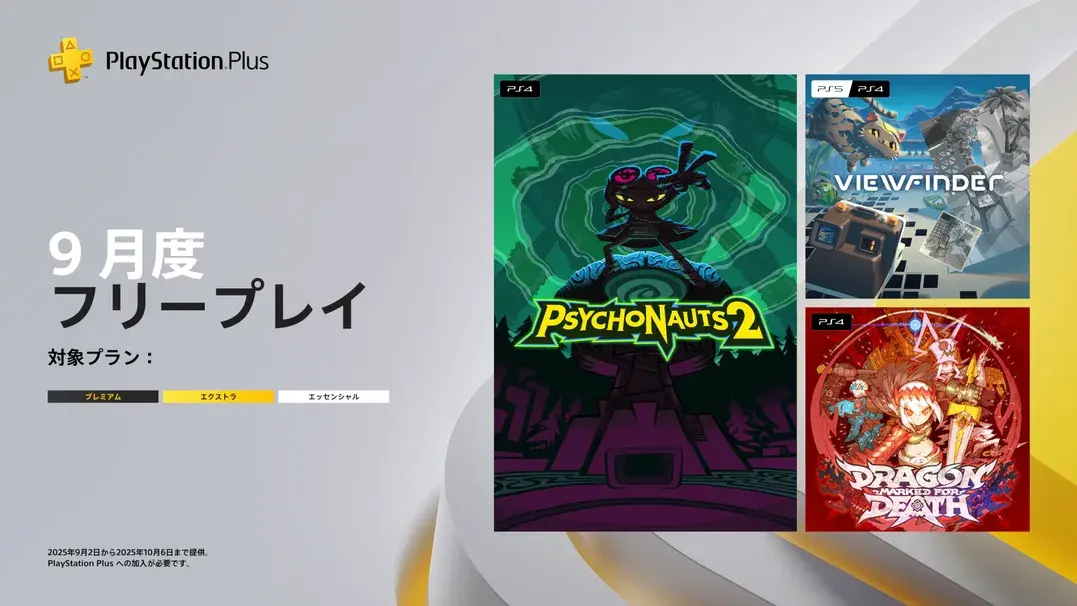 PlayStation Plus
9 月度
フリープレイ
対象プラン：
プレミアム
エクストラ
エッセンシャル
2025年9月2日から2025年10月6日まで提供。
PlayStation Plus への加入が必要です。
PS4
PSYCHONAUTS 2
PS5 PS4
VIEWFINDER
PS4
DRAGON
MARKED FOR
DEATH